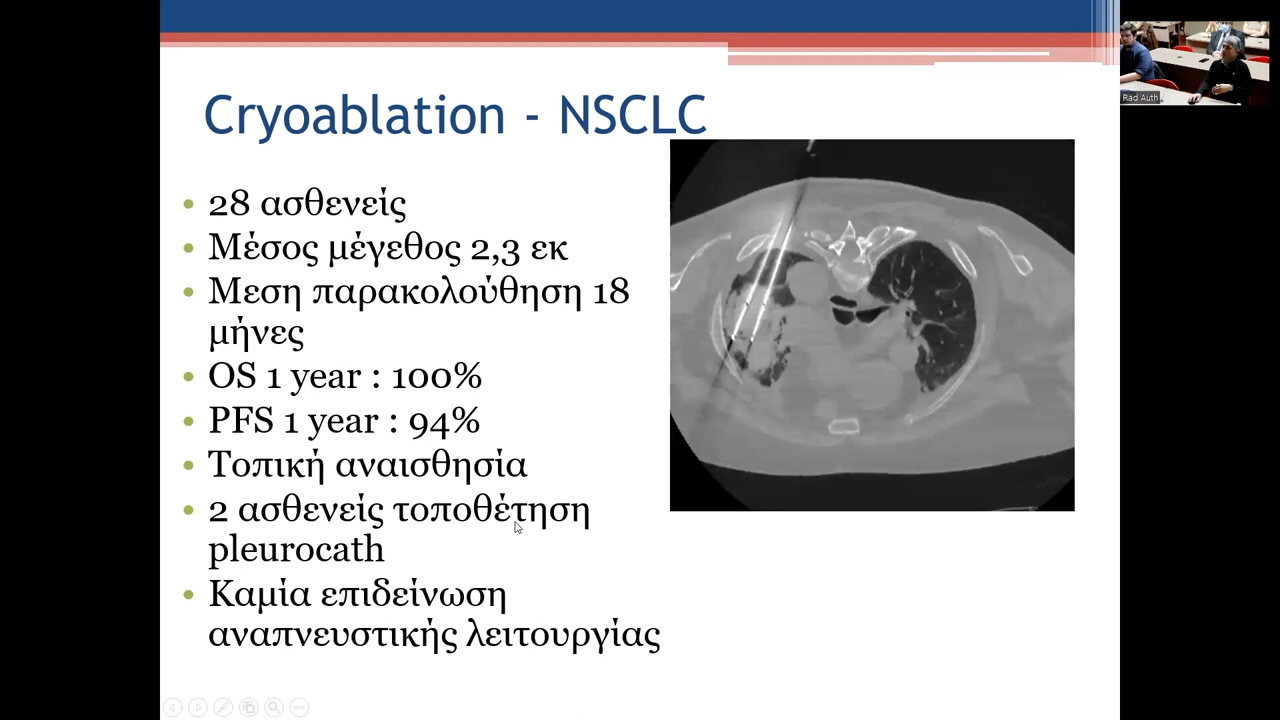 Cryoablation - NSCLC
• 28 ασθενείς
• Μέσος μέγεθος 2,3 εκ
• Μεση παρακολούθηση 18
μήνες
• OS 1 year : 100%
• PFS 1 year : 94%
• Τοπική αναισθησία
• 2 ασθενείς τοποθέτηση
pleurocath
• Καμία επιδείνωση
αναπνευστικής λειτουργίας
Rad Auth